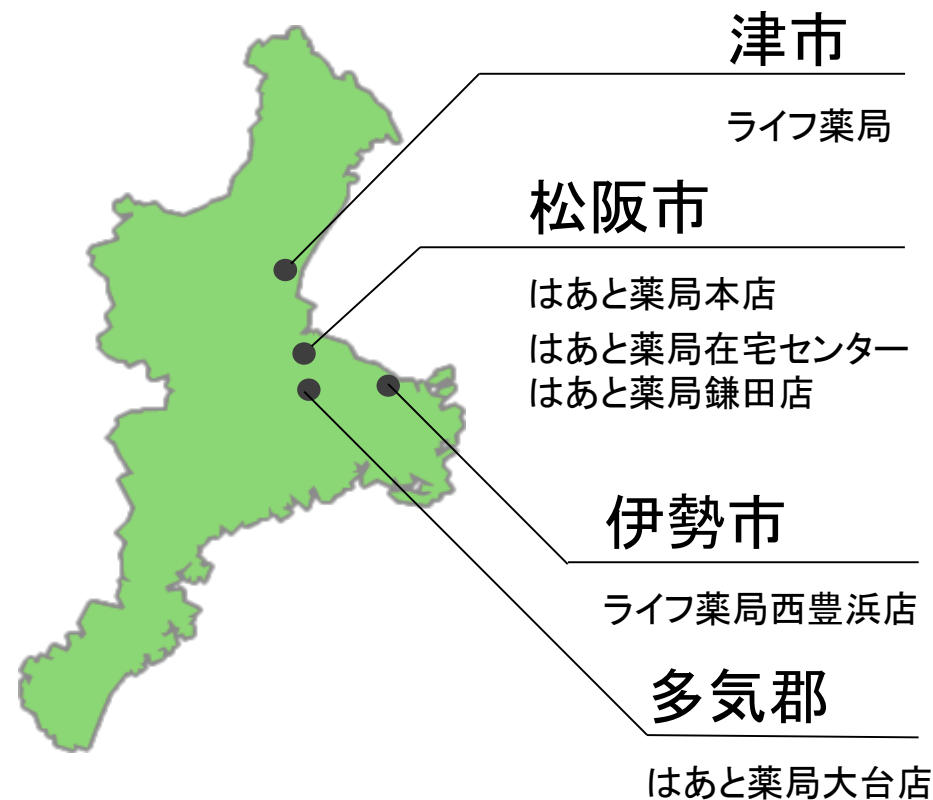 津市
ライフ薬局
松阪市
はあと薬局本店
はあと薬局在宅センター
はあと薬局鎌田店
伊勢市
ライフ薬局西豊浜店
多気郡
はあと薬局大台店